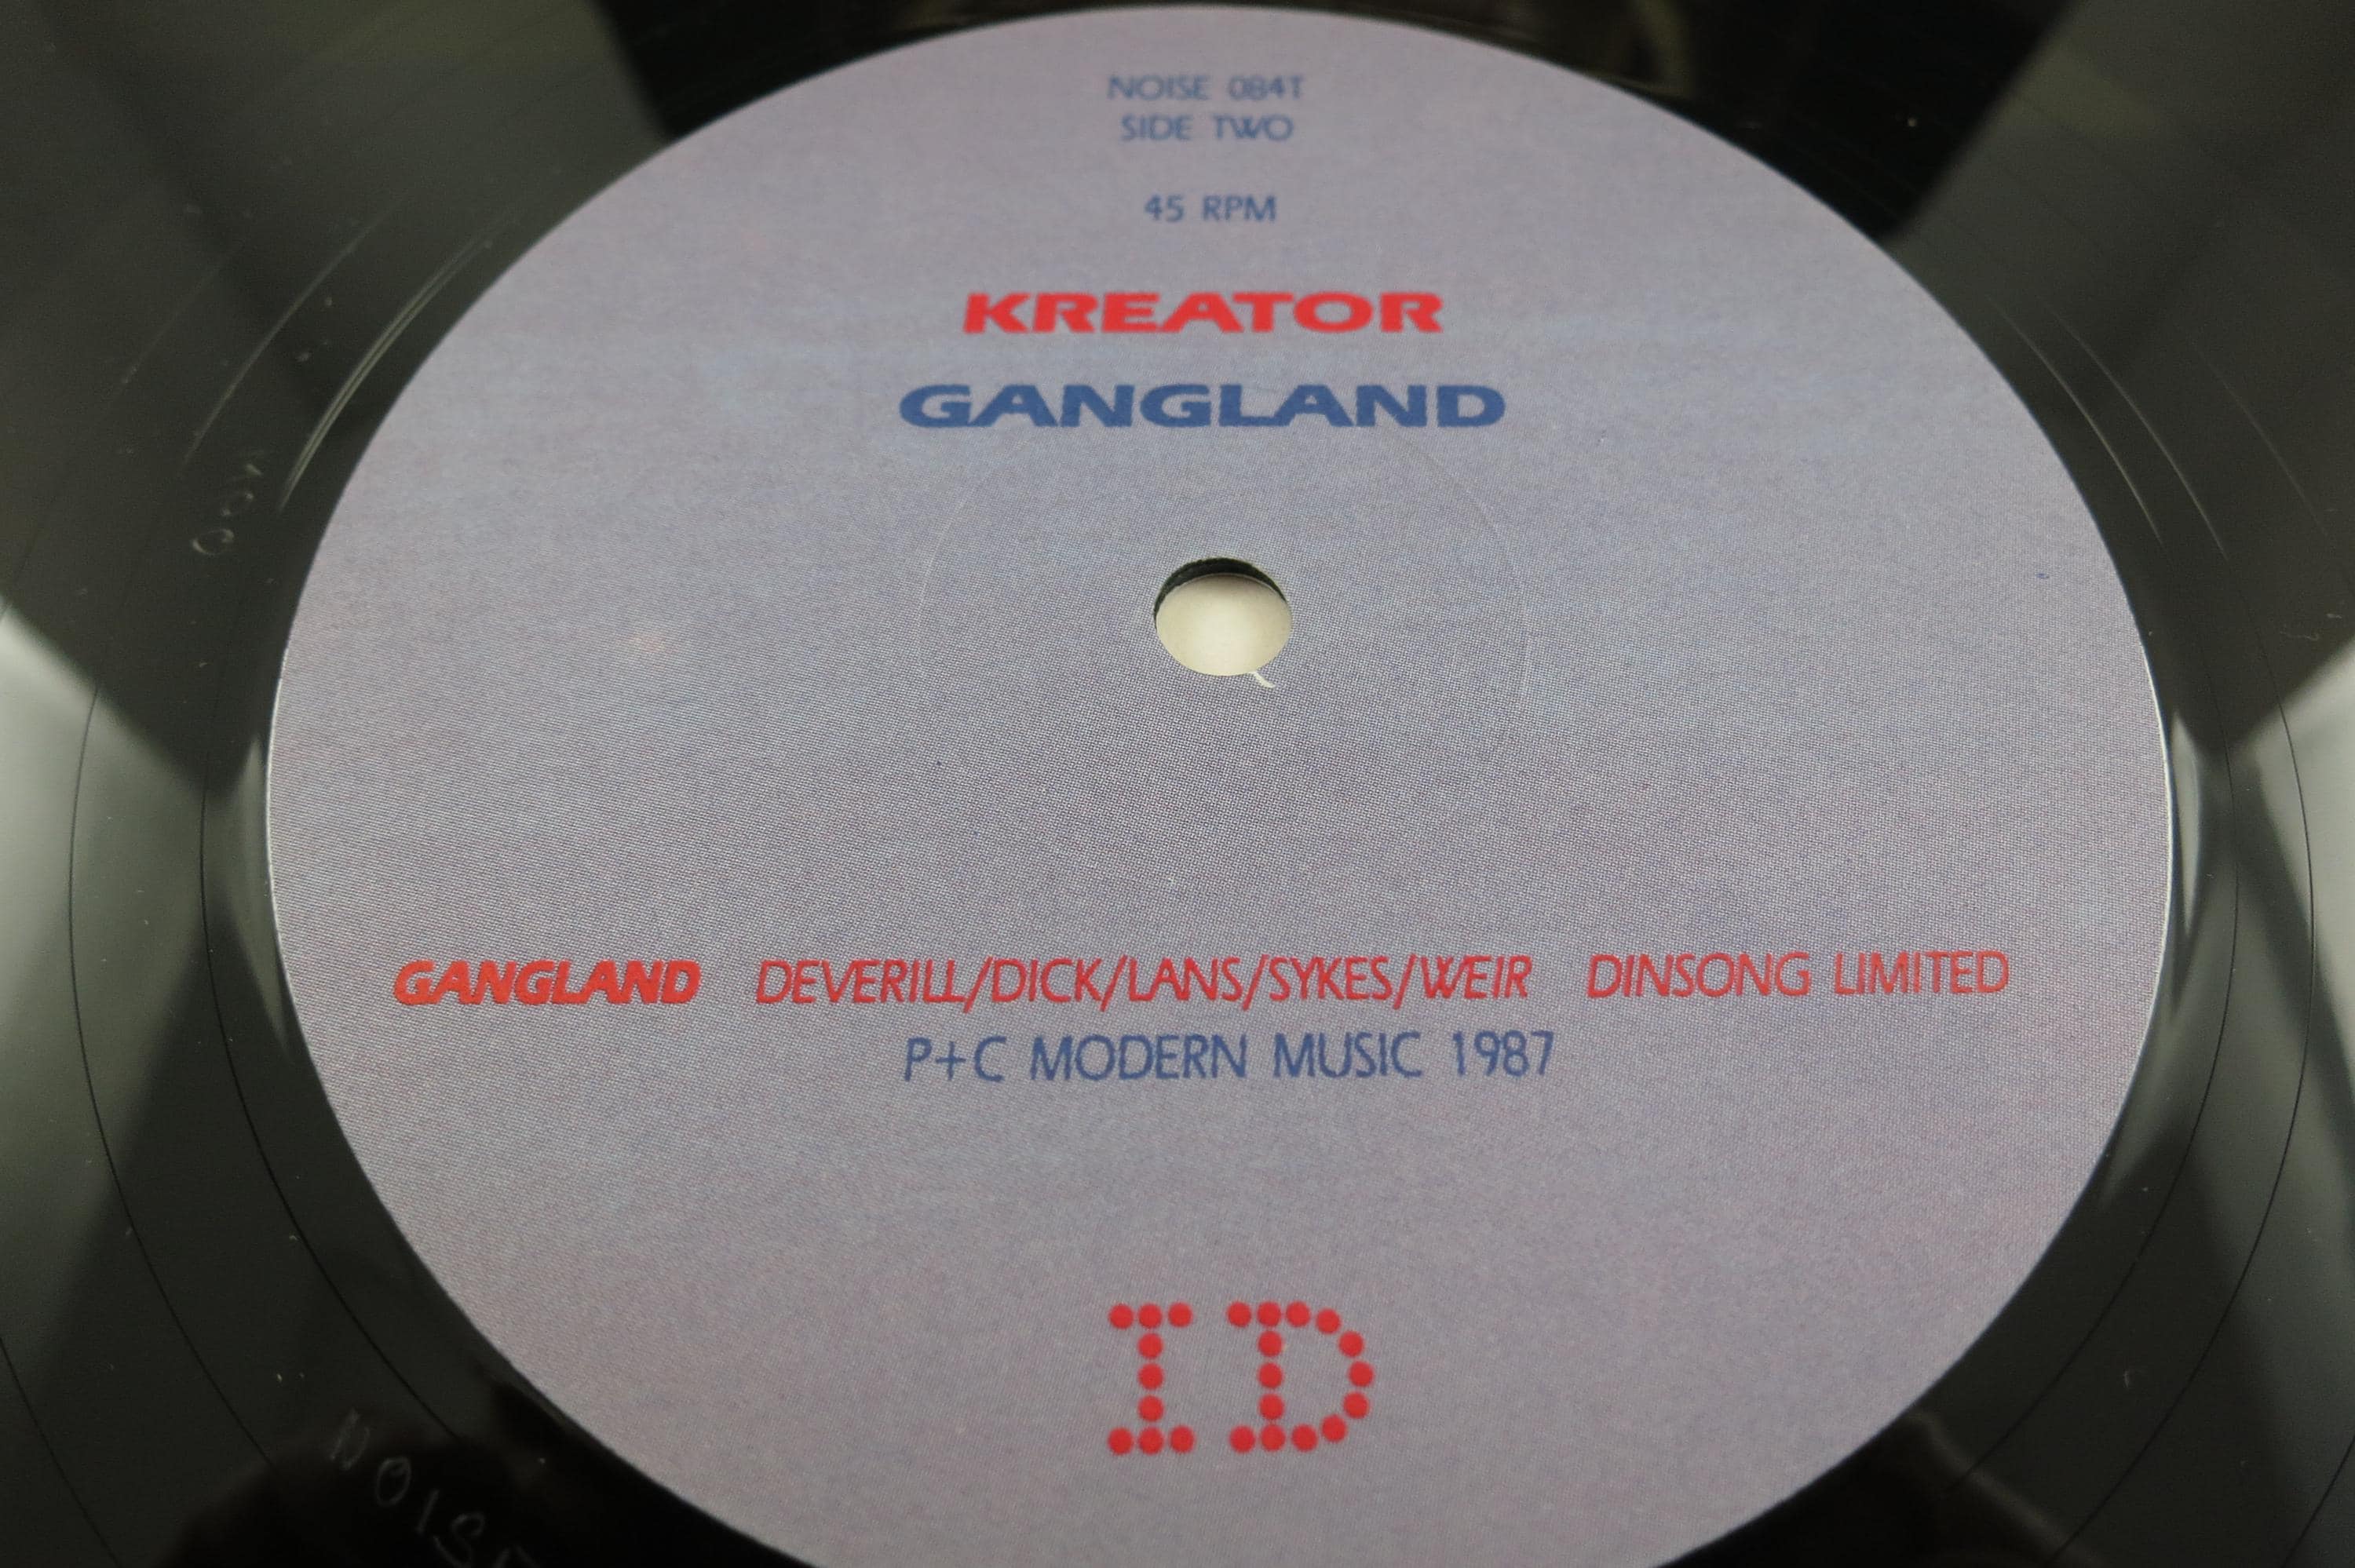 NOISE 084T
SIDE TWO
45 RPM
KREATOR
GANGLAND
GANGLAND DEVERILL/DICK/LANS/SYKES/WEIR DINSONG LIMITED
P+C MODERN MUSIC 1987
ID